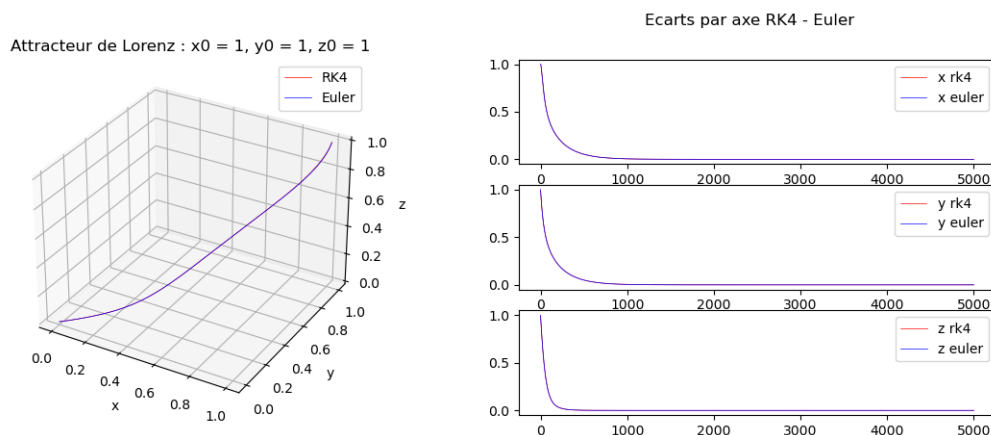 Ecarts par axe RK4 - Euler
Attracteur de Lorenz : x0 = 1, y0 = 1, z0 = 1
RK4
Euler
1.0
0.8
0.6
0.4
0.2
0.0
z
0.0
0.2
0.4
0.6
0.8
1.0
x
0.0
0.2
0.4
0.6
0.8
1.0
y
1.0
0.5
0.0
x rk4
x euler
0 1000 2000 3000 4000 5000
1.0
0.5
0.0
y rk4
y euler
0 1000 2000 3000 4000 5000
1.0
0.5
0.0
z rk4
z euler
0 1000 2000 3000 4000 5000